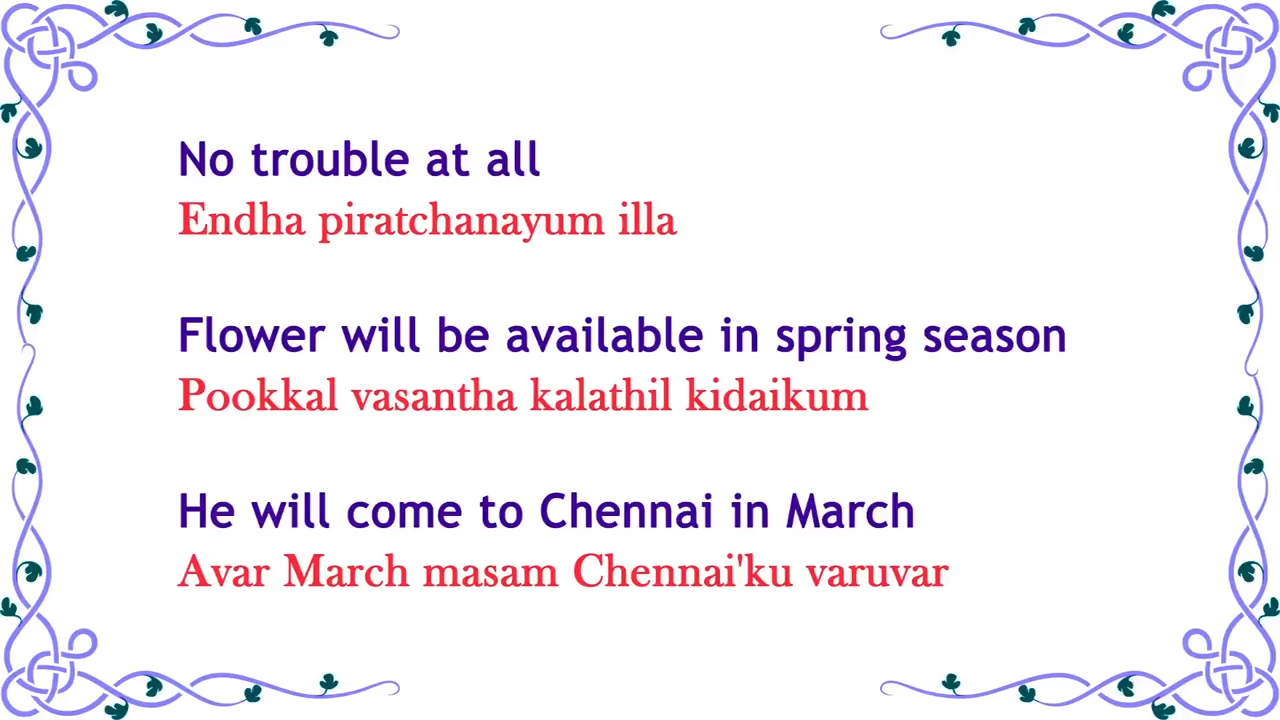 No trouble at all
Endha piratchanayum illa
Flower will be available in spring season
Pookkal vasantha kalathil kidaikum
He will come to Chennai in March
Avar March masam Chennai'ku varuvar